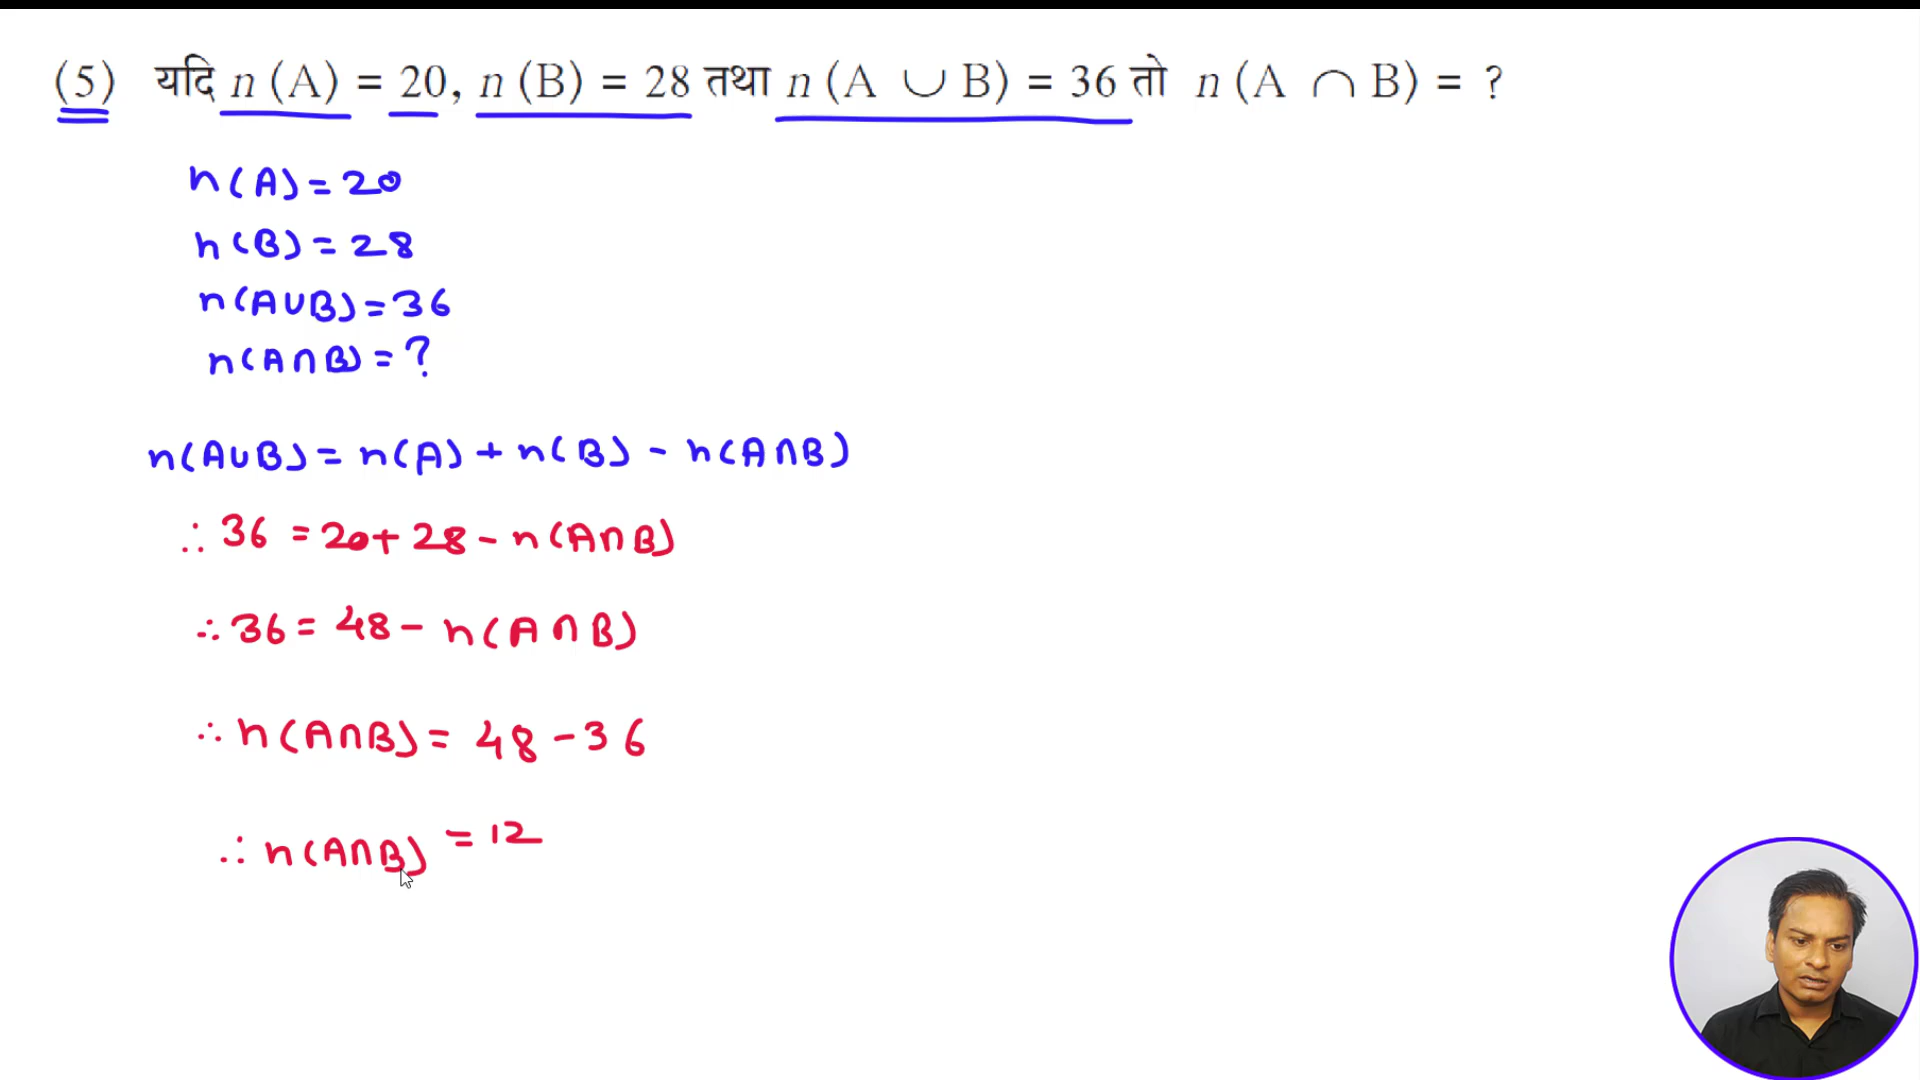 (5) यदि n (A) = 20, n (B) = 28 तथा n (A ∪ B) = 36 तो n (A ∩ B) = ?
n(A) = 20
n(B) = 28
n(A∪B) = 36
n(A∩B) = ?
n(A∪B) = n(A) + n(B) - n(A∩B)
∴ 36 = 20 + 28 - n(A∩B)
∴ 36 = 48 - n(A∩B)
∴ n(A∩B) = 48 - 36
∴ n(A∩B) = 12